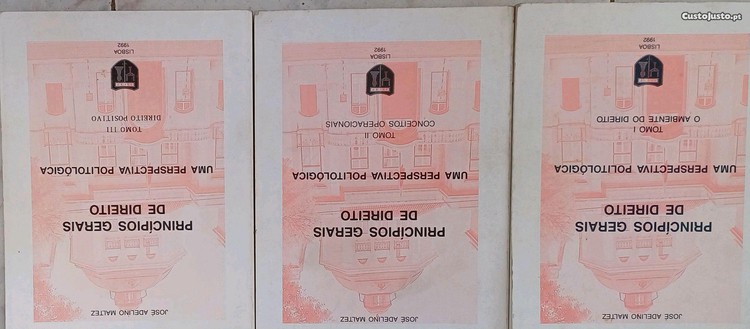 JOSÉ ADELINO MALTEZ
PRINCÍPIOS GERAIS
DE DIREITO
UMA PERSPECTIVA POLITOLÓGICA
TOMO I
O AMBIENTE DO DIREITO
LISBOA
1992
JOSÉ ADELINO MALTEZ
PRINCÍPIOS GERAIS
DE DIREITO
UMA PERSPECTIVA POLITOLÓGICA
TOMO II
CONCEITOS OPERACIONAIS
LISBOA
1992
JOSÉ ADELINO MALTEZ
PRINCÍPIOS GERAIS
DE DIREITO
UMA PERSPECTIVA POLITOLÓGICA
TOMO III
DIREITO POSITIVO
LISBOA
1992
CustoJusto.pt